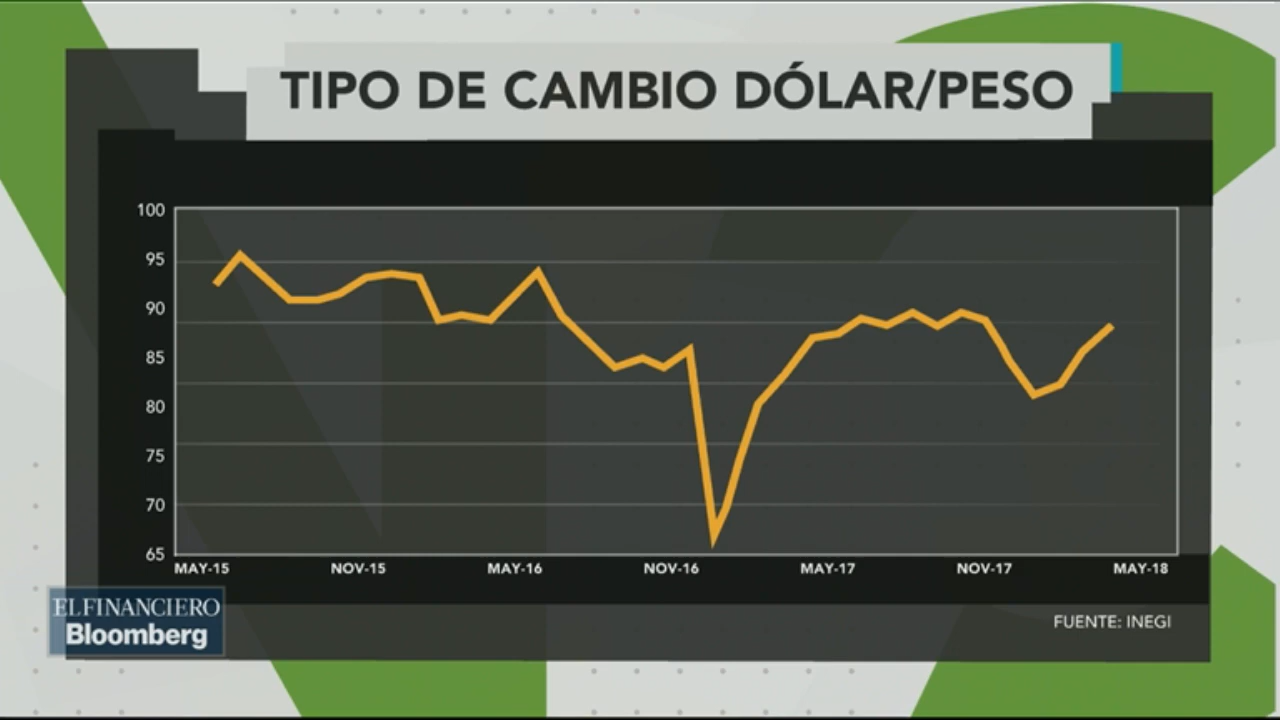 TIPO DE CAMBIO DÓLAR/PESO
100
95
90
85
80
75
70
65
MAY-15 NOV-15 MAY-16 NOV-16 MAY-17 NOV-17 MAY-18
EL FINANCIERO
Bloomberg
FUENTE: INEGI